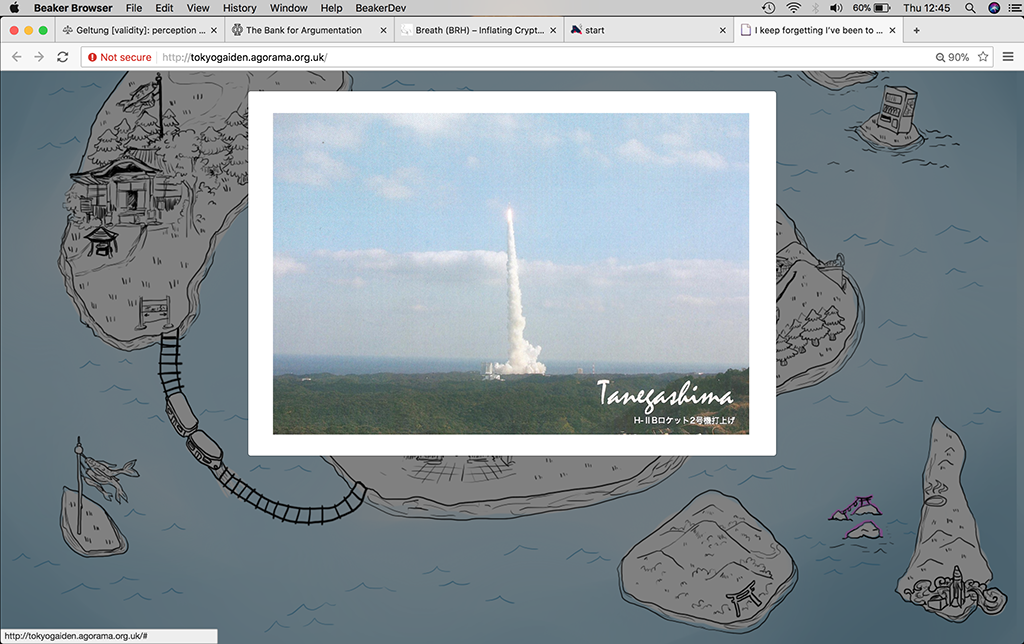 Beaker Browser File Edit View History Window Help BeakerDev 60% Thu 12:45
Geltung [validity]: perception ... The Bank for Argumentation Breath (BRH) – Inflating Crypt... start I keep forgetting I've been to ...
Not secure http://tokyogaiden.agorama.org.uk/ 90%
Tanegashima
H-ⅡBロケット2号機打上げ
http://tokyogaiden.agorama.org.uk/#